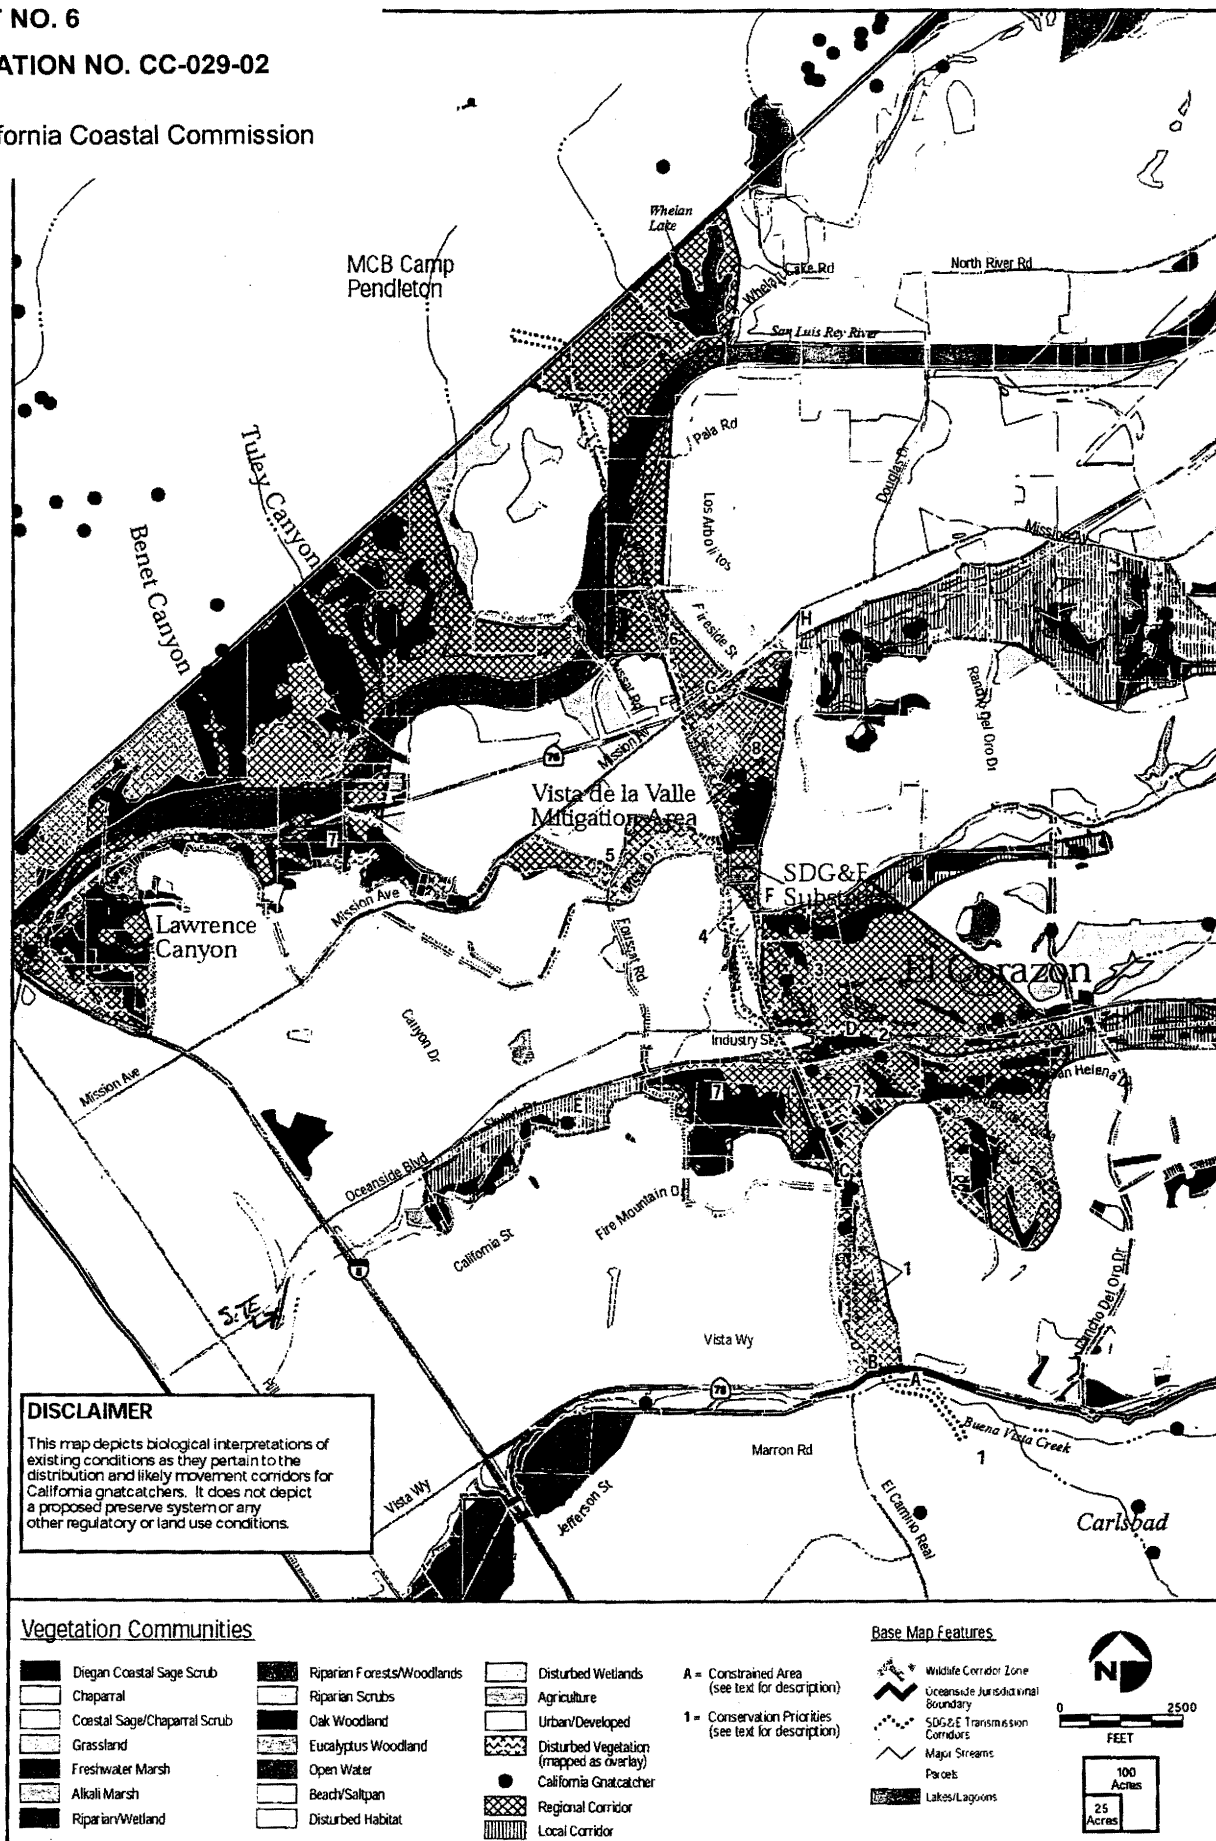 NO. 6
ATION NO. CC-029-02
fornia Coastal Commission
Whelan
Lake
MCB Camp
Pendleton
Whelan Lake Rd
North River Rd
San Luis Rey River
Tuley Canyon
Benet Canyon
Pala Rd
Douglas Dr
Los Arbolitos
Fireside St
H
6
G
Rancho Del Oro Dr
8
76
Mission Av
Vista de la Valle
Mitigation Area
7
5
SDG&E
F
Lawrence
Canyon
Mission Ave
4
Foussat Rd
3
El Corazon
Canyon Dr
Industry St
D
2
Mission Ave
7
7
E
Oceanside Blvd
C
Fire Mountain Dr
California St
5
1
SITE
Rancho Del Oro Dr
Vista Wy
B
A
78
Buena Vista Creek
1
Marron Rd
El Camino Real
Vista Wy
Jefferson St
Carlsbad
DISCLAIMER
This map depicts biological interpretations of
existing conditions as they pertain to the
distribution and likely movement corridors for
California gnatcatchers. It does not depict
a proposed preserve system or any
other regulatory or land use conditions.
Vegetation Communities
Diegan Coastal Sage Scrub
Chaparral
Coastal Sage/Chaparral Scrub
Grassland
Freshwater Marsh
Alkali Marsh
Riparian/Wetland
Riparian Forests/Woodlands
Riparian Scrubs
Oak Woodland
Eucalyptus Woodland
Open Water
Beach/Saltpan
Disturbed Habitat
Disturbed Wetlands
Agriculture
Urban/Developed
Disturbed Vegetation
(mapped as overlay)
California Gnatcatcher
Regional Corridor
Local Corridor
A = Constrained Area
(see text for description)
1 = Conservation Priorities
(see text for description)
Base Map Features
Wildlife Corridor Zone
Oceanside Jurisdictional
Boundary
SDG&E Transmission
Corridors
Major Streams
Parcels
Lakes/Lagoons
N
0 2500
FEET
100
Acres
25
Acres